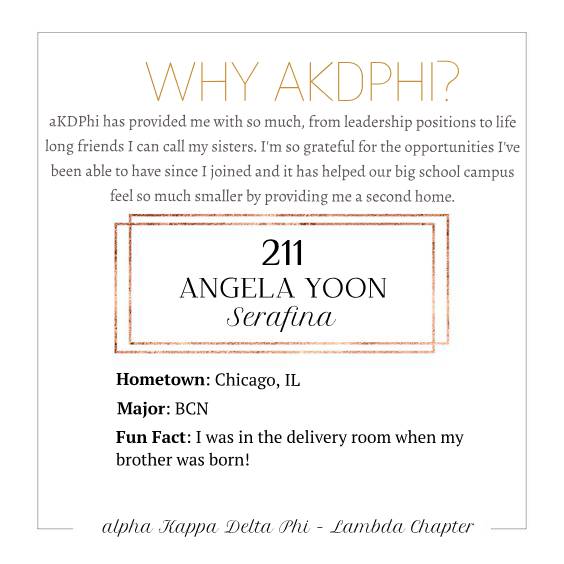 WHY AKDPHI?
aKDPhi has provided me with so much, from leadership positions to life
long friends I can call my sisters. I'm so grateful for the opportunities I've
been able to have since I joined and it has helped our big school campus
feel so much smaller by providing me a second home.
211
ANGELA YOON
Serafina
Hometown: Chicago, IL
Major: BCN
Fun Fact: I was in the delivery room when my
brother was born!
alpha Kappa Delta Phi - Lambda Chapter